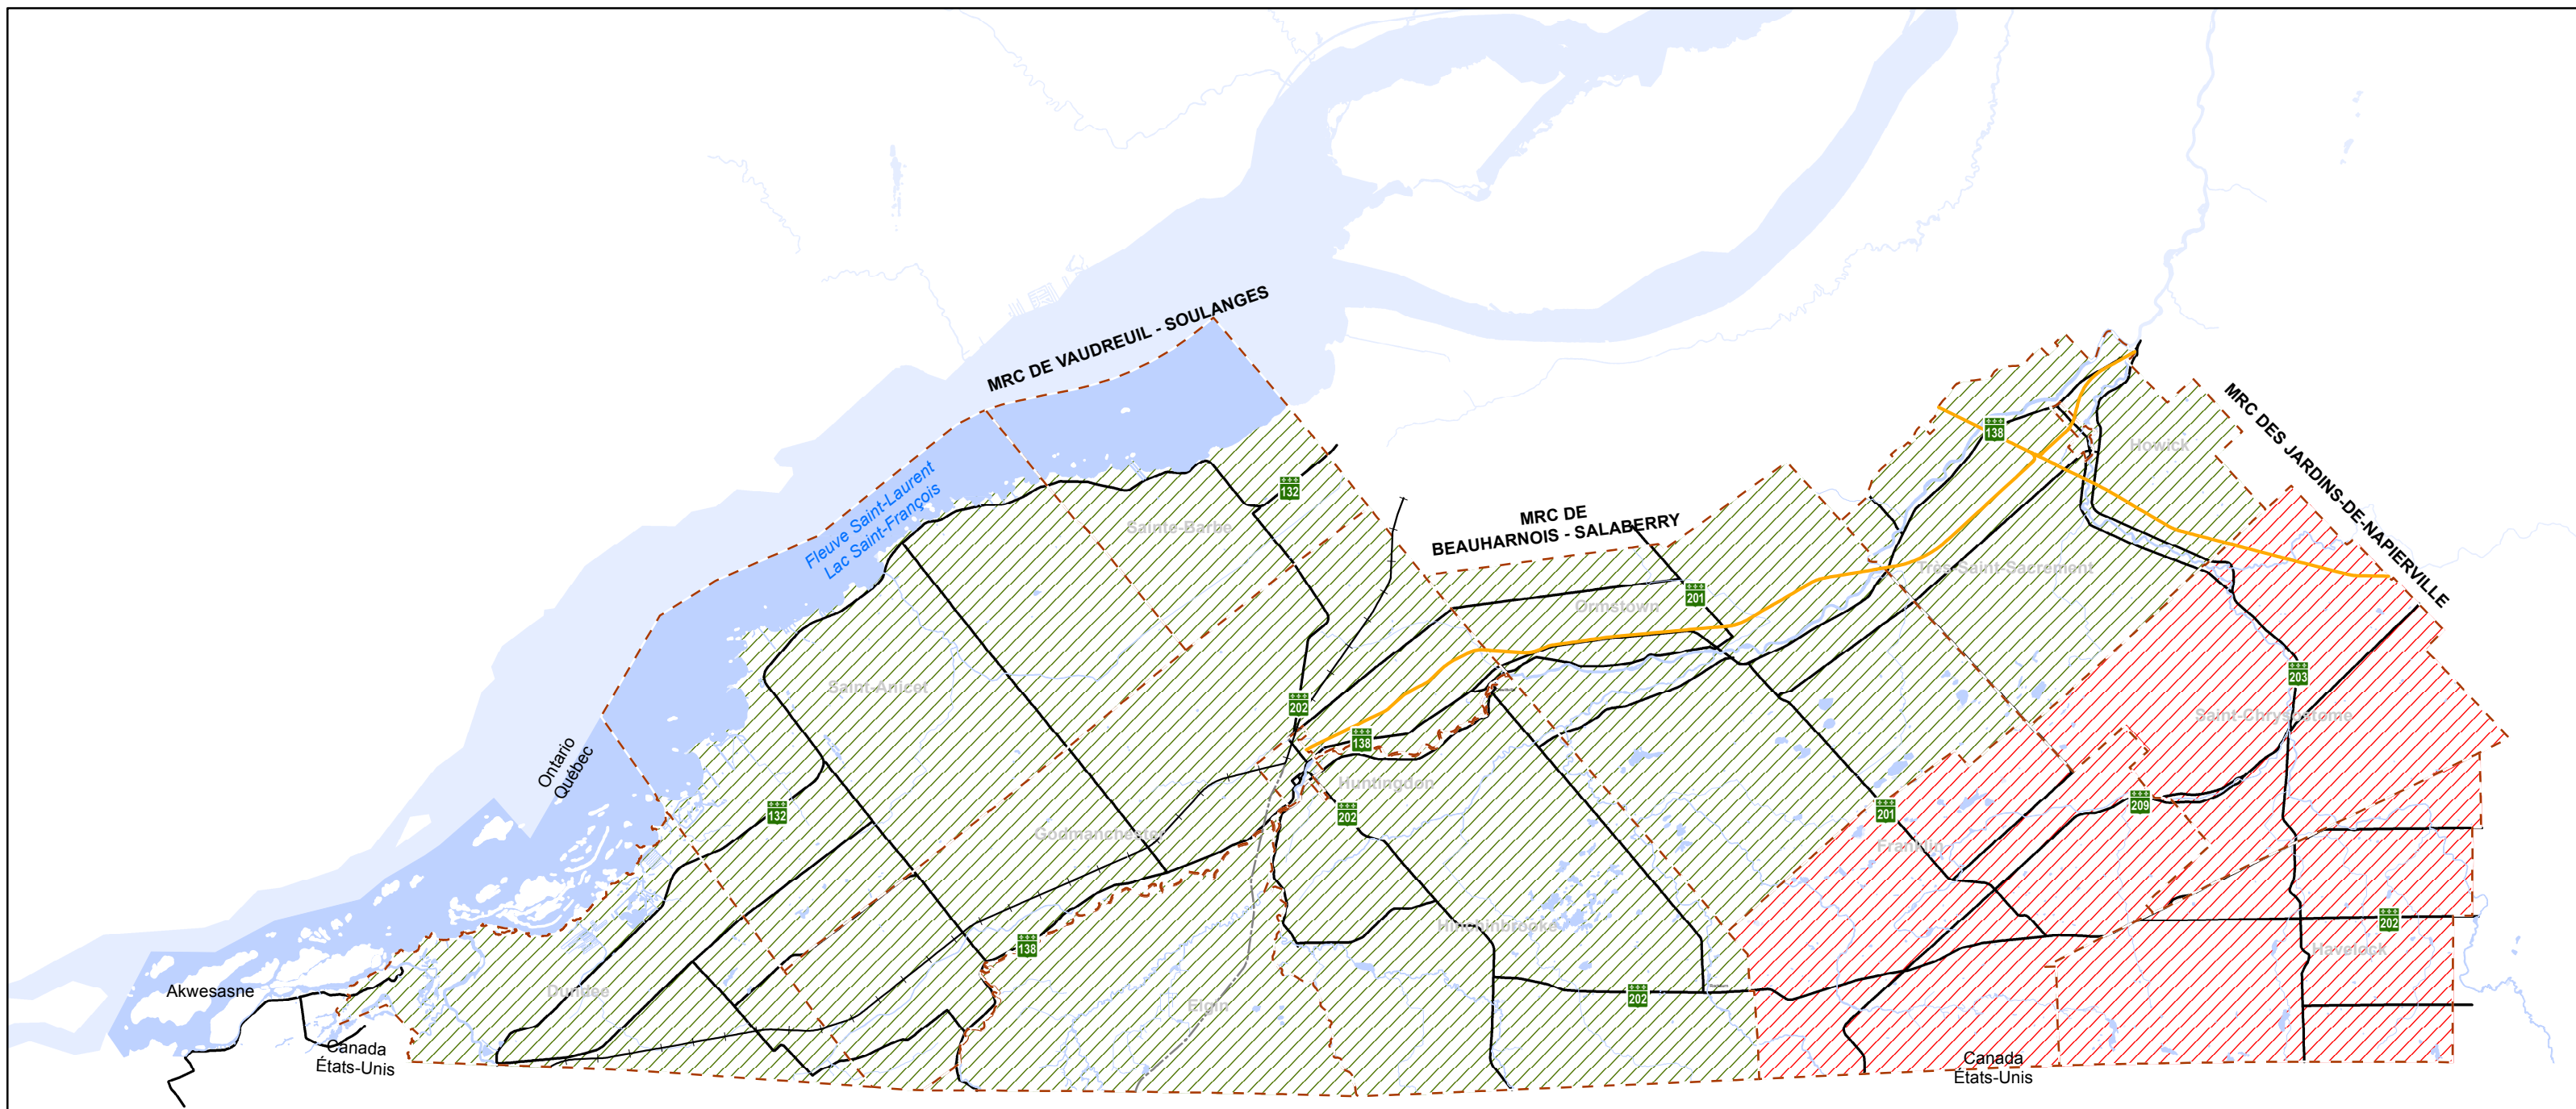 MRC DE VAUDREUIL - SOULANGES
MRC DES JARDINS-DE-NAPIERVILLE
Fleuve Saint-Laurent
Lac Saint-François
138
Howick
132
Sainte-Barbe
MRC DE
BEAUHARNOIS - SALABERRY
Très-Saint-Sacrement
201
Ormstown
203
Saint-Anicet
202
Saint-Chrysostome
138
Ontario
Québec
Huntingdon
132
202
209
201
Godmanchester
Franklin
Hinchinbrooke
202
138
Havelock
Akwesasne
Dundee
202
Elgin
Canada
États-Unis
Canada
États-Unis